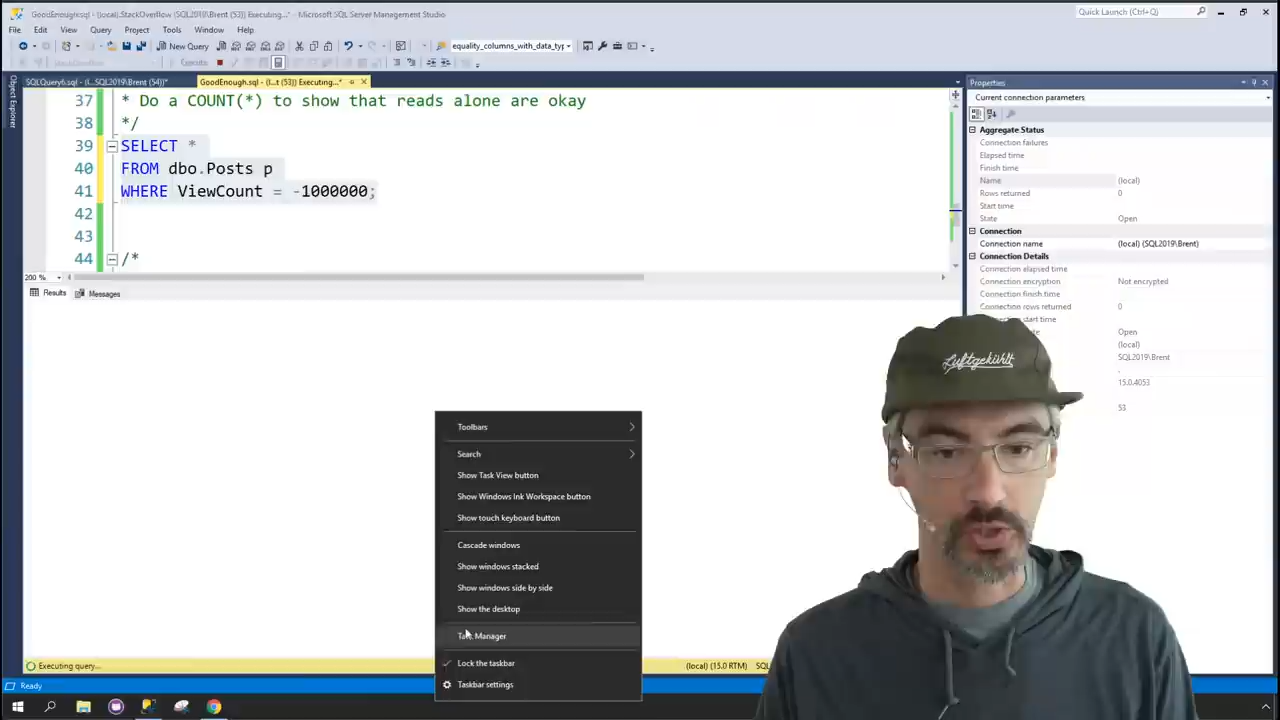 GoodEnough.sql - (local).StackOverflow (SQL2019\Brent (53)) Executing...* - Microsoft SQL Server Management Studio
Quick Launch (Ctrl+Q)
File Edit View Query Project Tools Window Help
New Query
equality_columns_with_data_typ
Object Explorer
SQLQuery6.sql - (l...SQL2019\Brent (54))*
GoodEnough.sql - (l...t (53)) Executing...*
37 * Do a COUNT(*) to show that reads alone are okay
38 */
39 SELECT *
40 FROM dbo.Posts p
41 WHERE ViewCount = -1000000;
42
43
44 /*
200 %
Results Messages
Properties
Current connection parameters
Aggregate Status
Connection failures
Elapsed time
Finish time
Name (local)
Rows returned 0
Start time
State Open
Connection
Connection name (local) (SQL2019\Brent)
Connection Details
Connection elapsed time
Connection encryption Not encrypted
Connection finish time
Connection rows returned 0
Open
(local)
SQL2019\Brent
15.0.4053
53
Luftgekühlt
Toolbars
Search
Show Task View button
Show Windows Ink Workspace button
Show touch keyboard button
Cascade windows
Show windows stacked
Show windows side by side
Show the desktop
Task Manager
Lock the taskbar
Taskbar settings
Executing query...
(local) (15.0 RTM)
Ready